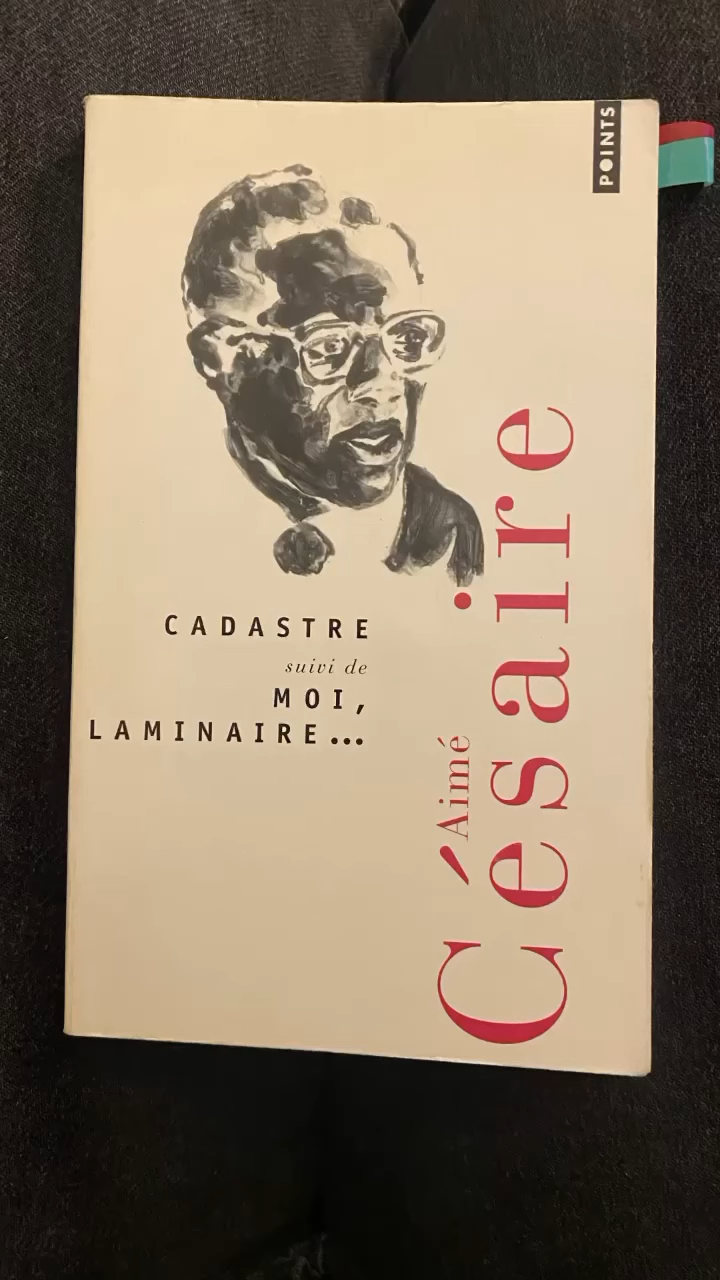 POINTS
CADASTRE
suivi de
MOI,
LAMINAIRE...
Aimé
Césaire